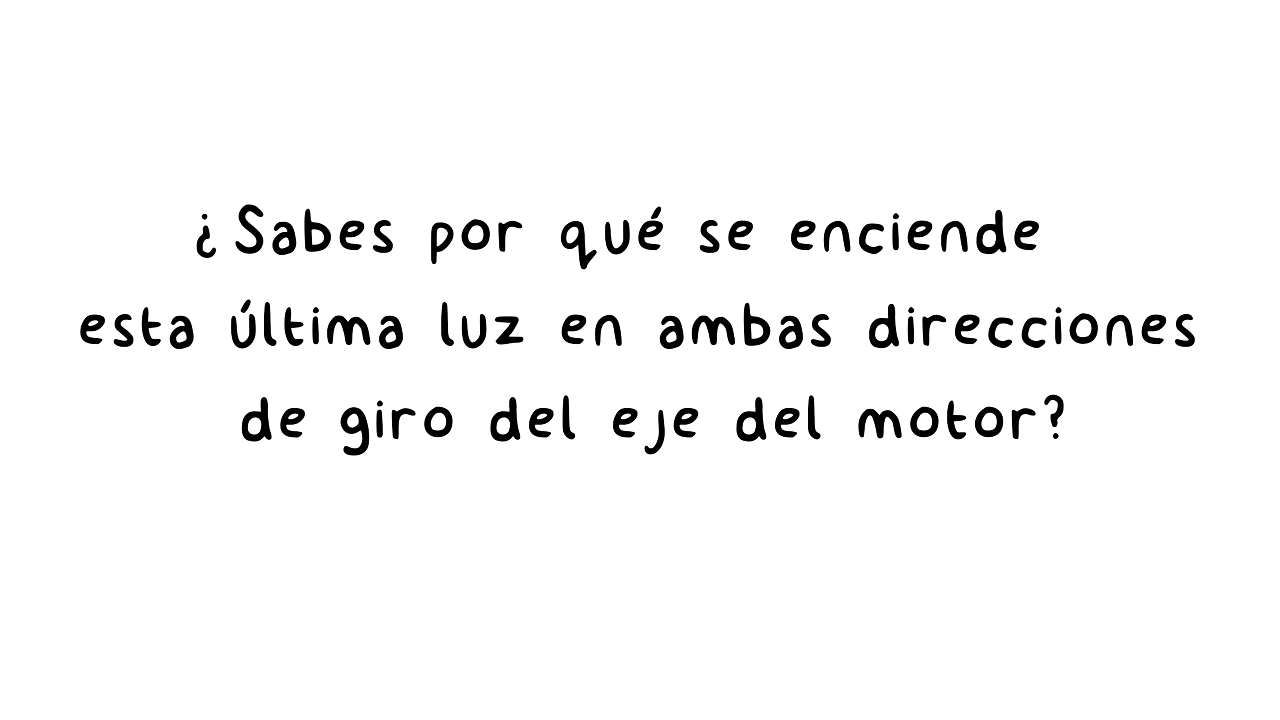 ¿Sabes por qué se enciende
esta última luz en ambas direcciones
de giro del eje del motor?